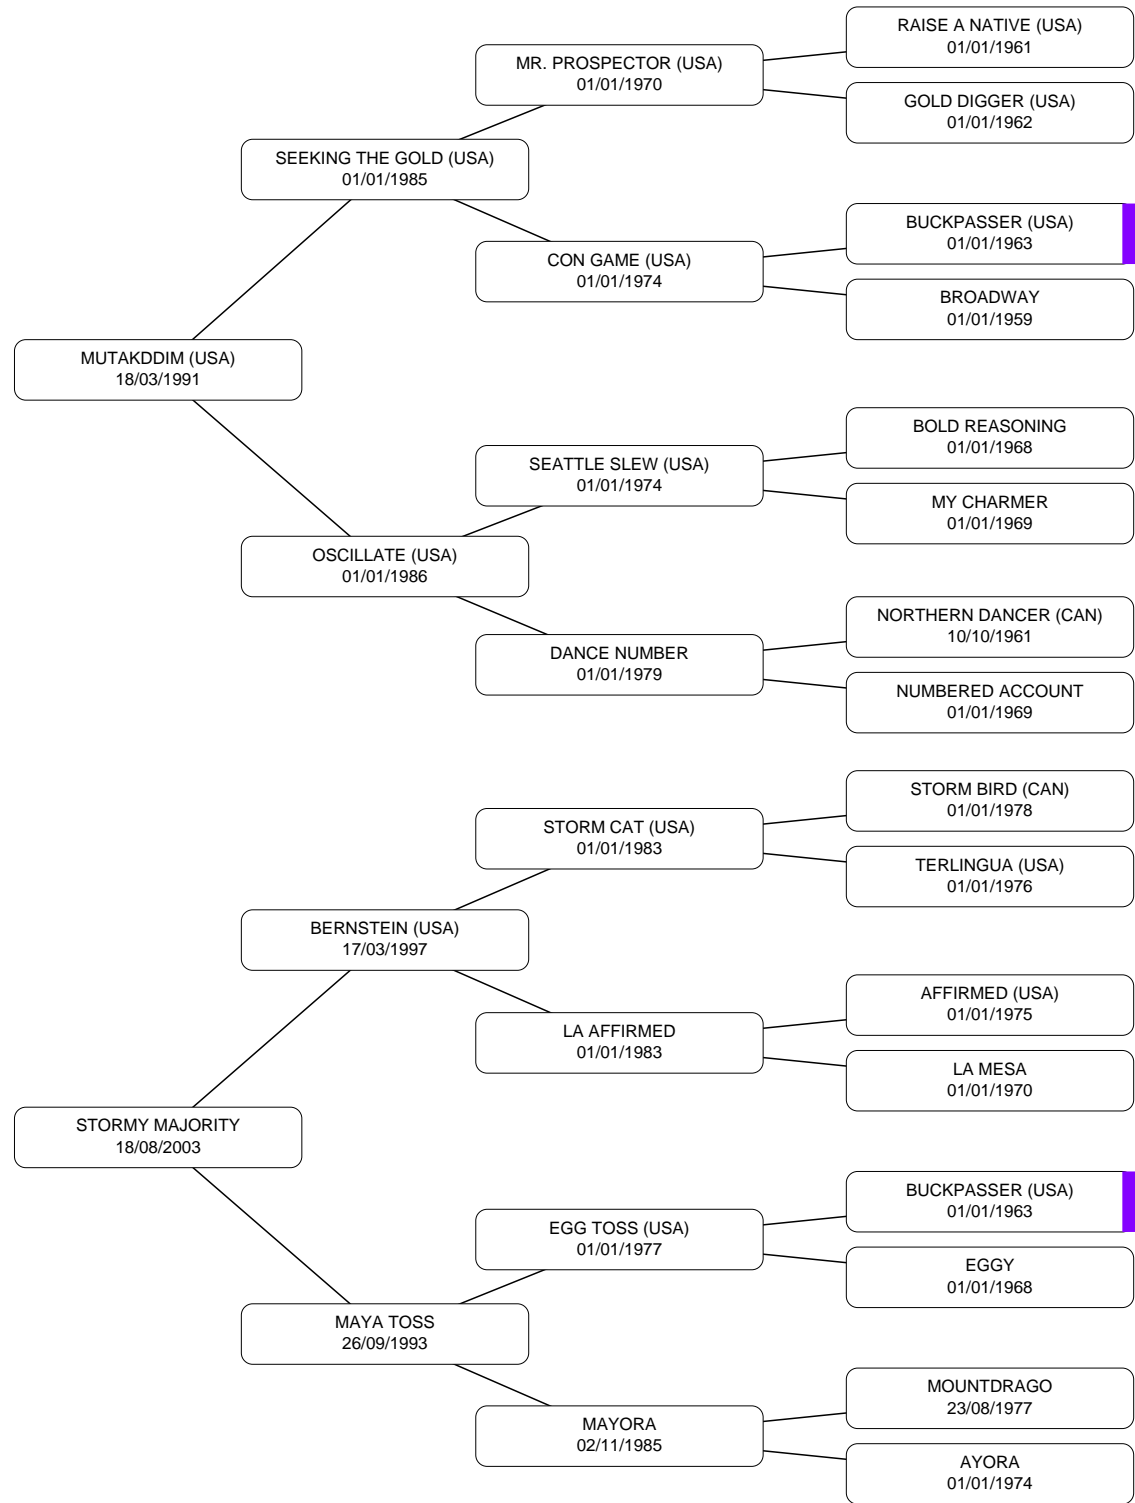 RAISE A NATIVE (USA)
01/01/1961
MR. PROSPECTOR (USA)
01/01/1970
GOLD DIGGER (USA)
01/01/1962
SEEKING THE GOLD (USA)
01/01/1985
BUCKPASSER (USA)
01/01/1963
CON GAME (USA)
01/01/1974
BROADWAY
01/01/1959
MUTAKDDIM (USA)
18/03/1991
BOLD REASONING
01/01/1968
SEATTLE SLEW (USA)
01/01/1974
MY CHARMER
01/01/1969
OSCILLATE (USA)
01/01/1986
NORTHERN DANCER (CAN)
10/10/1961
DANCE NUMBER
01/01/1979
NUMBERED ACCOUNT
01/01/1969
STORM BIRD (CAN)
01/01/1978
STORM CAT (USA)
01/01/1983
TERLINGUA (USA)
01/01/1976
BERNSTEIN (USA)
17/03/1997
AFFIRMED (USA)
01/01/1975
LA AFFIRMED
01/01/1983
LA MESA
01/01/1970
STORMY MAJORITY
18/08/2003
BUCKPASSER (USA)
01/01/1963
EGG TOSS (USA)
01/01/1977
EGGY
01/01/1968
MAYA TOSS
26/09/1993
MOUNTDRAGO
23/08/1977
MAYORA
02/11/1985
AYORA
01/01/1974